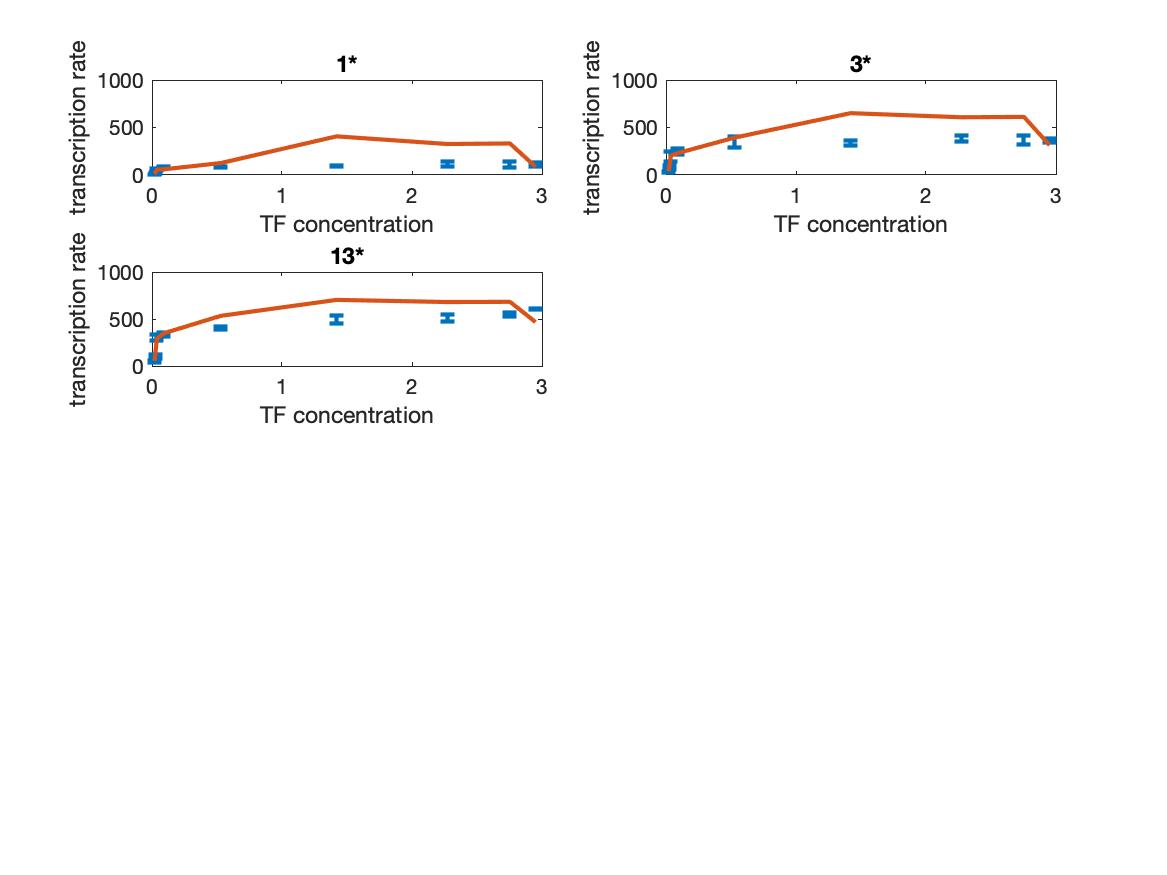 1*
transcription rate
1000
500
0
0 1 2 3
TF concentration
3*
transcription rate
1000
500
0
0 1 2 3
TF concentration
13*
transcription rate
1000
500
0
0 1 2 3
TF concentration